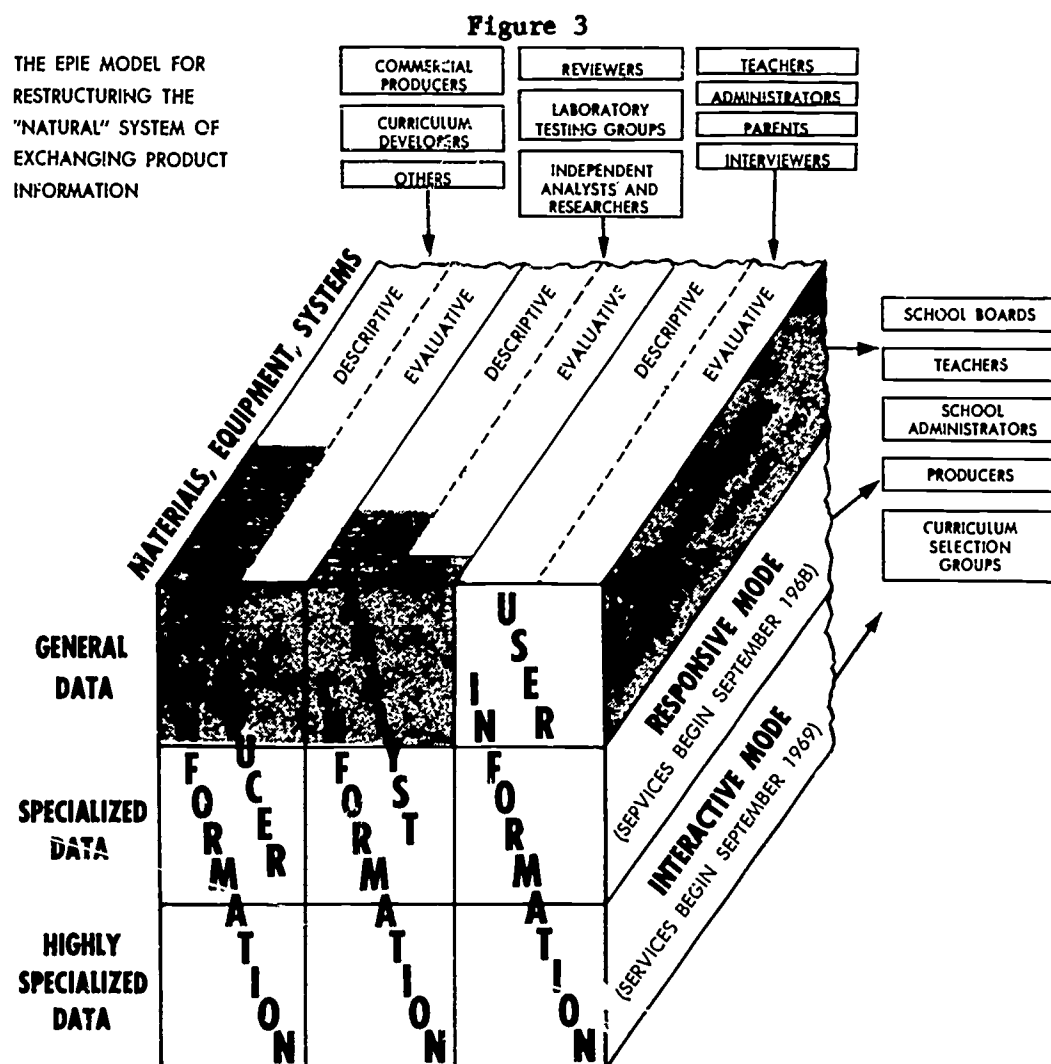 Figure 3
THE EPIE MODEL FOR
RESTRUCTURING THE
"NATURAL" SYSTEM OF
EXCHANGING PRODUCT
INFORMATION
COMMERCIAL
PRODUCERS
CURRICULUM
DEVELOPERS
OTHERS
REVIEWERS
LABORATORY
TESTING GROUPS
INDEPENDENT
ANALYSTS AND
RESEARCHERS
TEACHERS
ADMINISTRATORS
PARENTS
INTERVIEWERS
MATERIALS, EQUIPMENT, SYSTEMS
DESCRIPTIVE
EVALUATIVE
DESCRIPTIVE
EVALUATIVE
DESCRIPTIVE
EVALUATIVE
SCHOOL BOARDS
TEACHERS
SCHOOL
ADMINISTRATORS
PRODUCERS
CURRICULUM
SELECTION
GROUPS
GENERAL
DATA
SPECIALIZED
DATA
HIGHLY
SPECIALIZED
DATA
UCER
NFORMATION
YST
NFORMATION
USER
INFORMATION
RESPONSIVE MODE
(SERVICES BEGIN SEPTEMBER 1968)
INTERACTIVE MODE
(SERVICES BEGIN SEPTEMBER 1969)